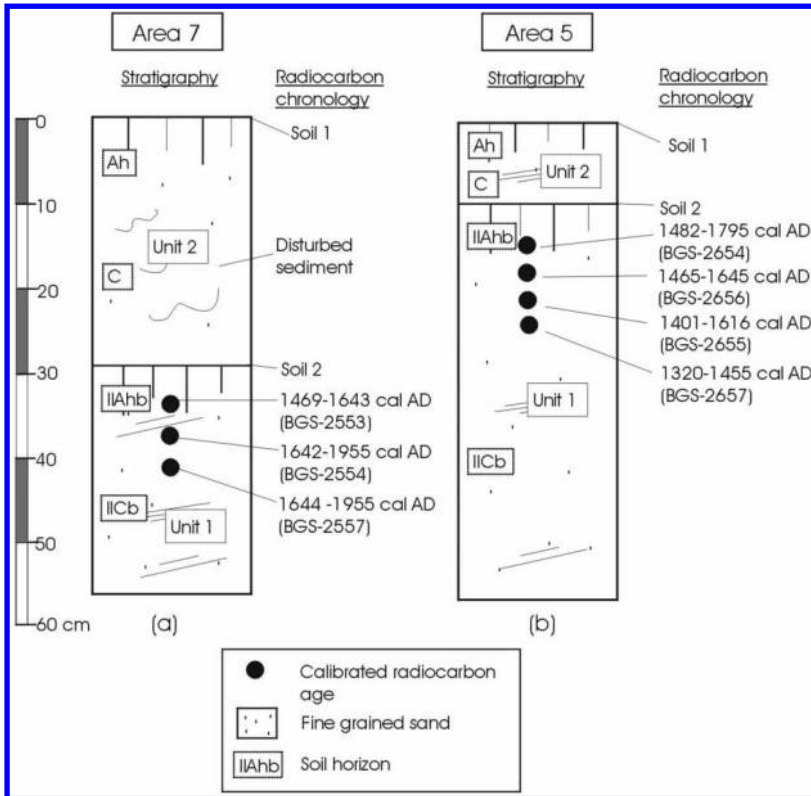 Area 7
Stratigraphy
Radiocarbon
chronology
0
10
20
30
40
50
60 cm
Soil 1
Ah
Unit 2
Disturbed
sediment
C
Soil 2
IIAhb
1469-1643 cal AD
(BGS-2553)
1642-1955 cal AD
(BGS-2554)
1644 -1955 cal AD
(BGS-2557)
IICb
Unit 1
(a)
Area 5
Stratigraphy
Radiocarbon
chronology
Ah
Soil 1
C
Unit 2
Soil 2
IIAhb
1482-1795 cal AD
(BGS-2654)
1465-1645 cal AD
(BGS-2656)
1401-1616 cal AD
(BGS-2655)
1320-1455 cal AD
(BGS-2657)
Unit 1
IICb
(b)
Calibrated radiocarbon
age
Fine grained sand
IIAhb
Soil horizon